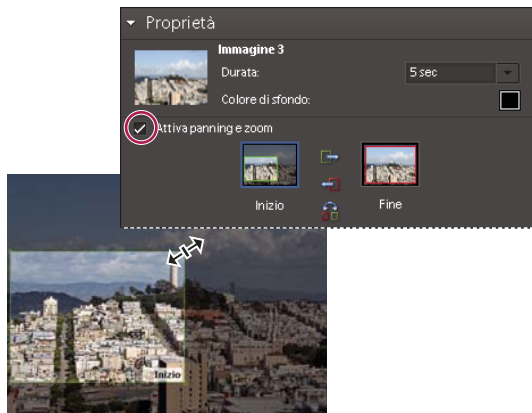 Proprietà
Immagine 3
Durata: 5 sec
Colore di sfondo:
Attiva panning e zoom
Inizio Fine
Inizio